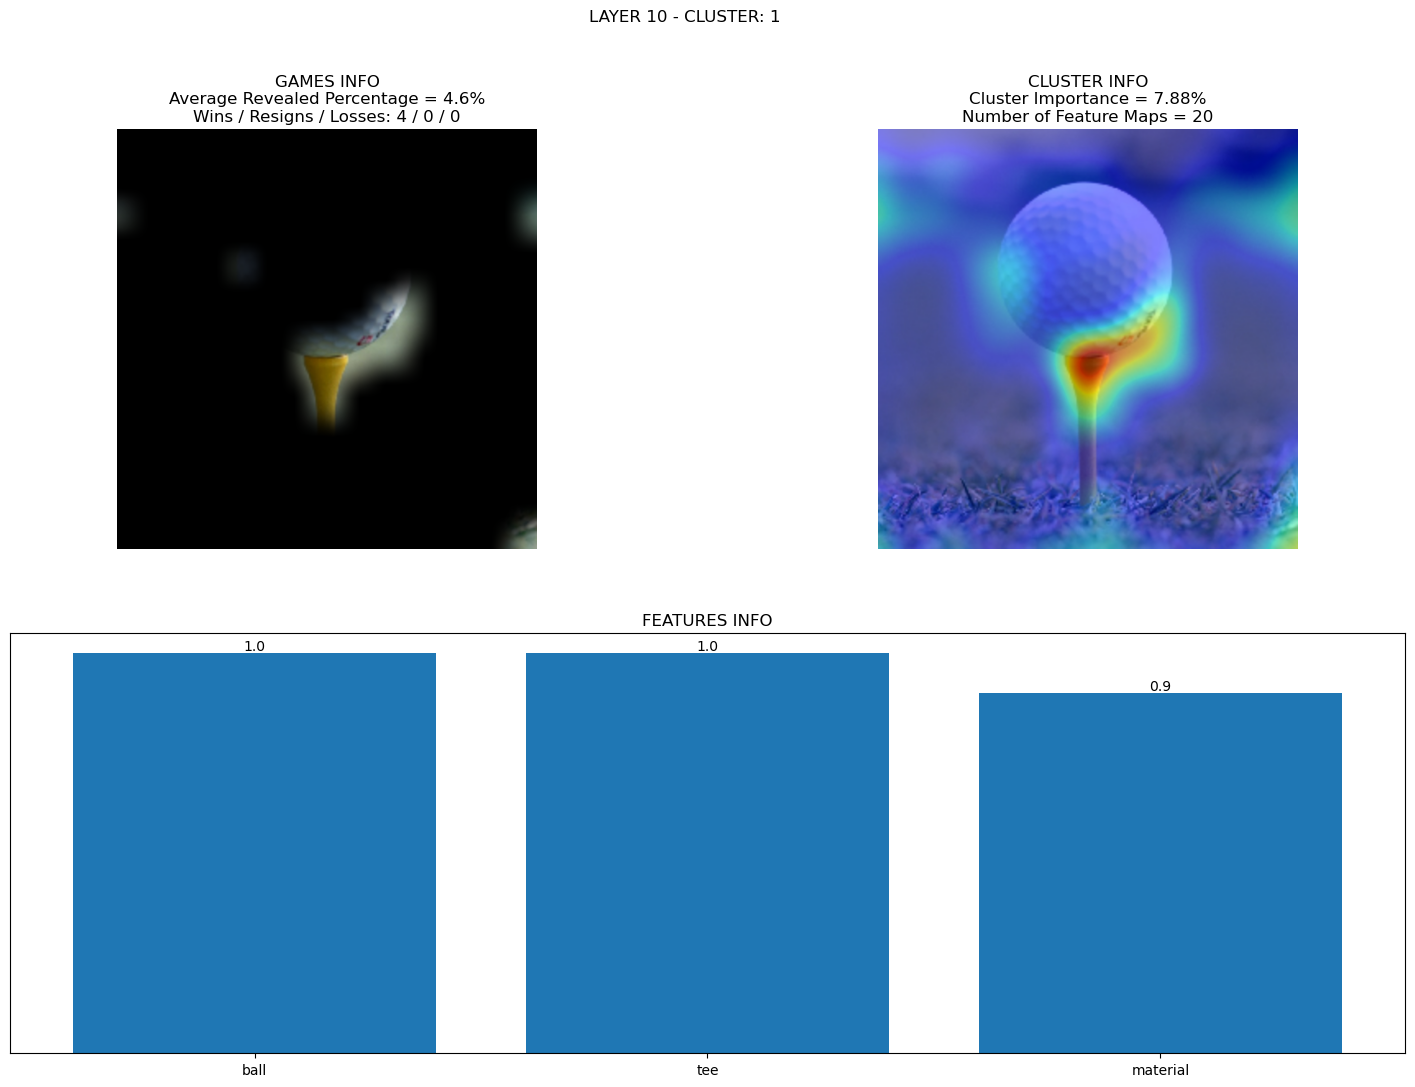 LAYER 10 - CLUSTER: 1
GAMES INFO
Average Revealed Percentage = 4.6%
Wins / Resigns / Losses: 4 / 0 / 0
CLUSTER INFO
Cluster Importance = 7.88%
Number of Feature Maps = 20
FEATURES INFO
1.0
1.0
0.9
ball
tee
material